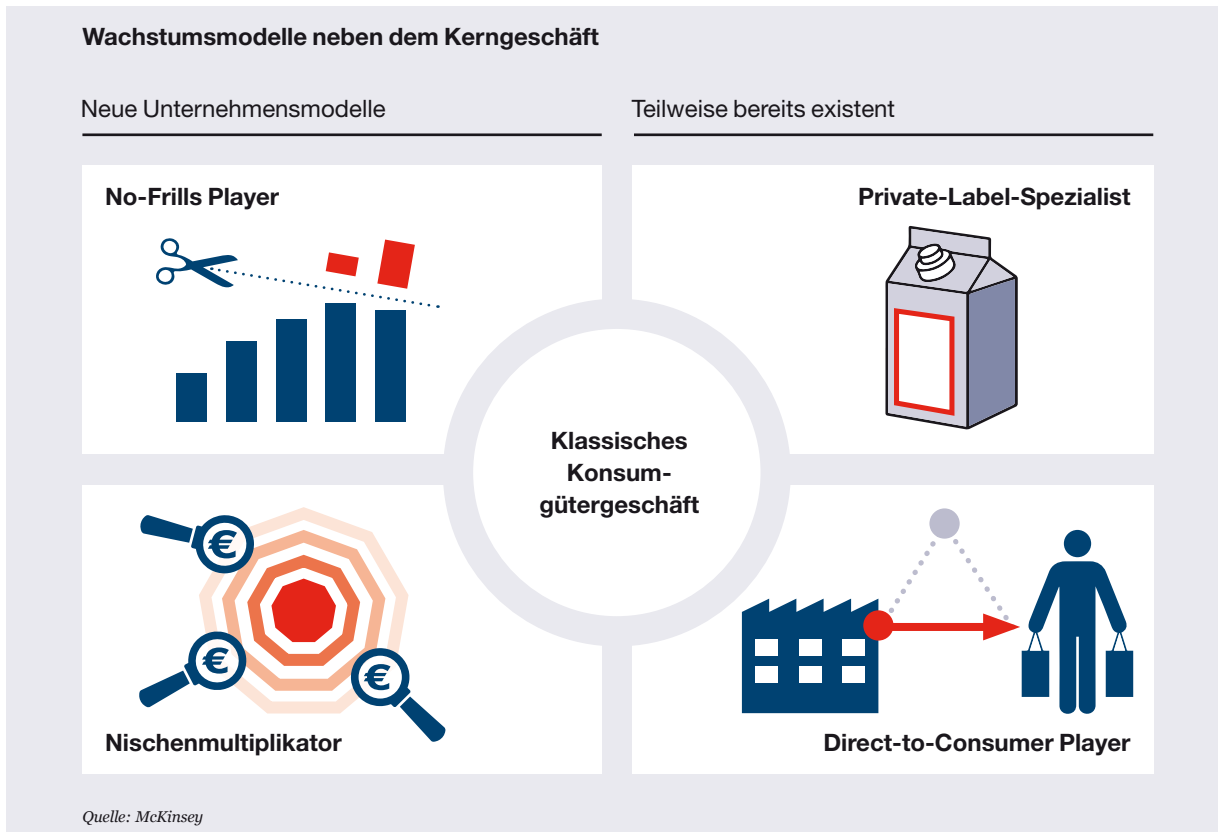 Wachstumsmodelle neben dem Kerngeschäft
Neue Unternehmensmodelle
Teilweise bereits existent
No-Frills Player
Private-Label-Spezialist
Klassisches
Konsum-
gütergeschäft
€
€
€
Nischenmultiplikator
Direct-to-Consumer Player
Quelle: McKinsey